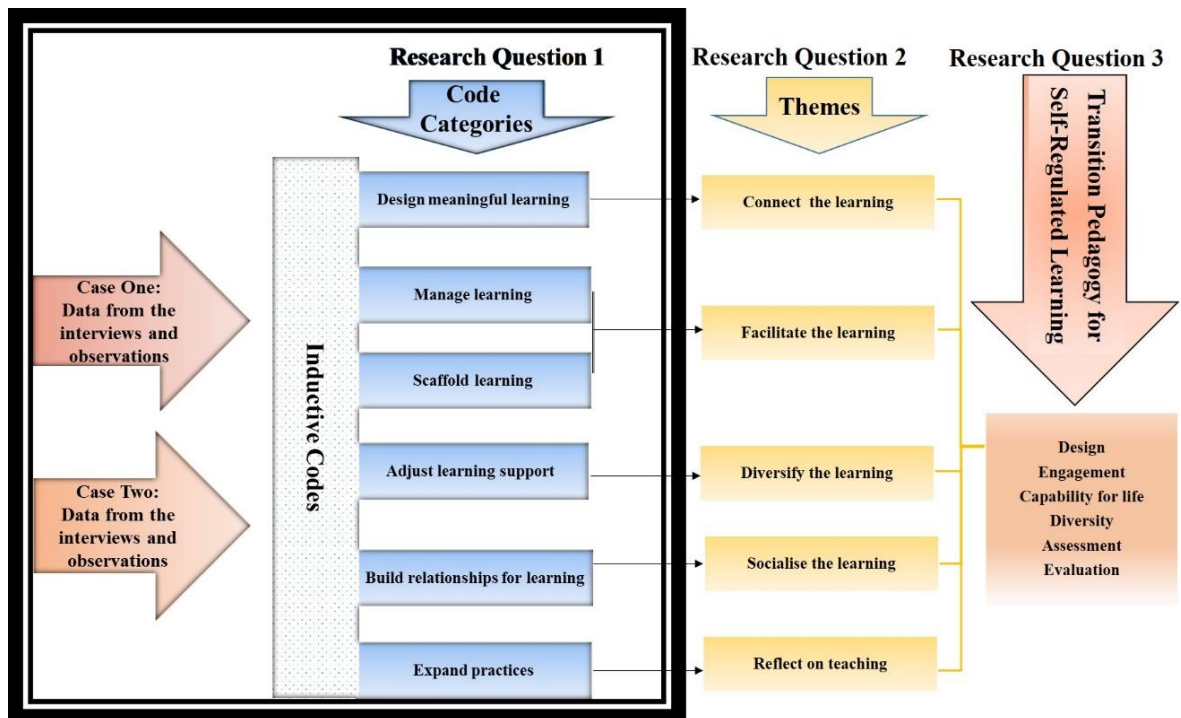 Research Question 1
Research Question 2
Research Question 3
Code
Categories
Themes
Transition Pedagogy for
Self-Regulated Learning
Case One:
Data from the
interviews and
observations
Case Two:
Data from the
interviews and
observations
Inductive Codes
Design meaningful learning
Manage learning
Scaffold learning
Adjust learning support
Build relationships for learning
Expand practices
Connect the learning
Facilitate the learning
Diversify the learning
Socialise the learning
Reflect on teaching
Design
Engagement
Capability for life
Diversity
Assessment
Evaluation